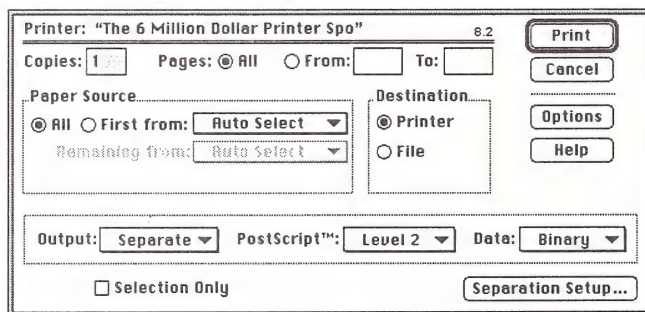 Printer: “The 6 Million Dollar Printer Spo” 8.2 Print
Copies: 1 Pages: All From: To: Cancel
Paper Source Destination
All First from: Auto Select Printer Options
Remaining from: Auto Select File Help
Output: Separate PostScript™: Level 2 Data: Binary
Selection Only Separation Setup...